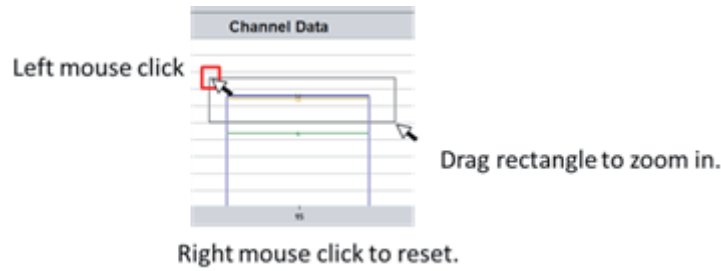 Channel Data
Left mouse click
Drag rectangle to zoom in.
Right mouse click to reset.